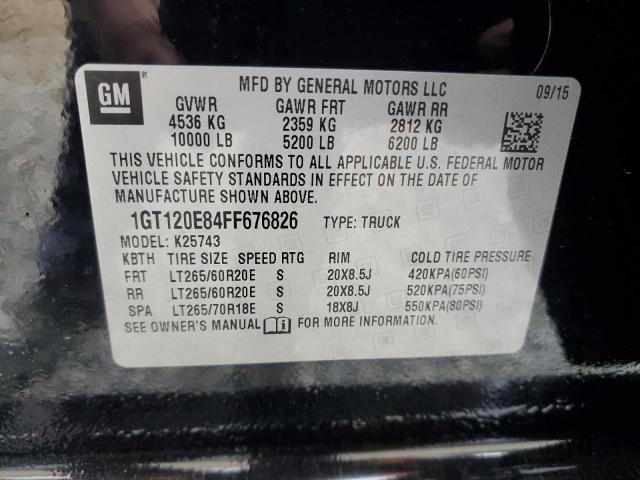 GM ®
MFD BY GENERAL MOTORS LLC 09/15
GVWR GAWR FRT GAWR RR
4536 KG 2359 KG 2812 KG
10000 LB 5200 LB 6200 LB
THIS VEHICLE CONFORMS TO ALL APPLICABLE U.S. FEDERAL MOTOR
VEHICLE SAFETY STANDARDS IN EFFECT ON THE DATE OF
MANUFACTURE SHOWN ABOVE.
1GT120E84FF676826 TYPE: TRUCK
MODEL: K25743
KBTH TIRE SIZE SPEED RTG RIM COLD TIRE PRESSURE
FRT LT265/60R20E S 20X8.5J 420KPA(60PSI)
RR LT265/60R20E S 20X8.5J 520KPA(75PSI)
SPA LT265/70R18E S 18X8J 550KPA(80PSI)
SEE OWNER'S MANUAL FOR MORE INFORMATION.